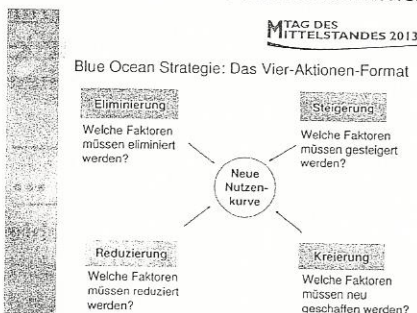 MTAG DES
MITTELSTANDES 2013
Blue Ocean Strategie: Das Vier-Aktionen-Format
Eliminierung
Welche Faktoren
müssen eliminiert
werden?
Steigerung
Welche Faktoren
müssen gesteigert
werden?
Neue
Nutzen-
kurve
Reduzierung
Welche Faktoren
müssen reduziert
werden?
Kreierung
Welche Faktoren
müssen neu
geschaffen werden?